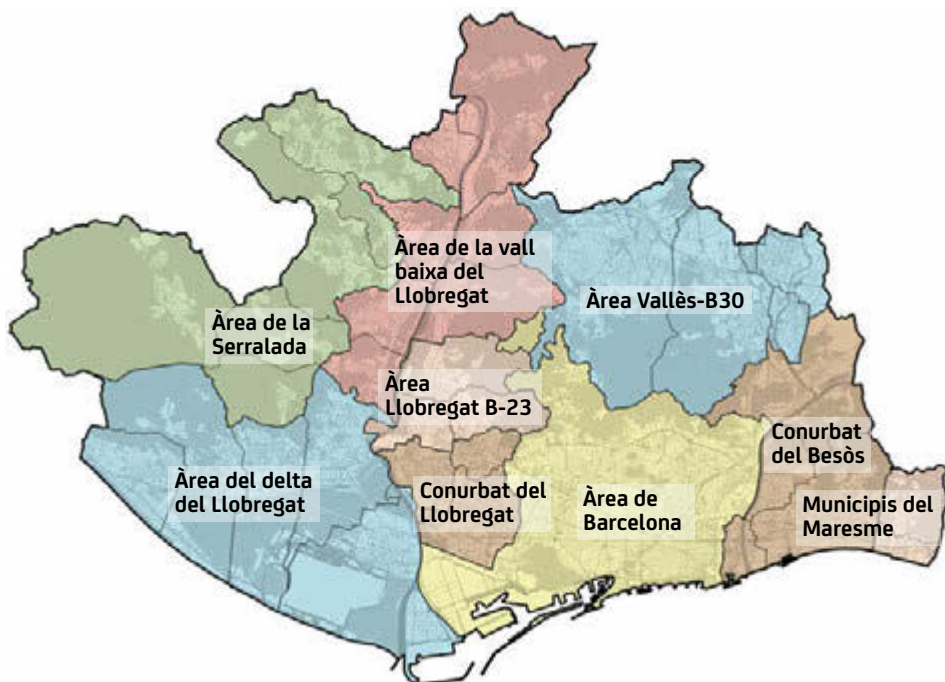 Àrea de la vall
baixa del
Llobregat
Àrea Vallès-B30
Àrea de la
Serralada
Àrea
Llobregat B-23
Conurbat
del Besòs
Àrea del delta
del Llobregat
Conurbat del
Llobregat
Àrea de
Barcelona
Municipis del
Maresme